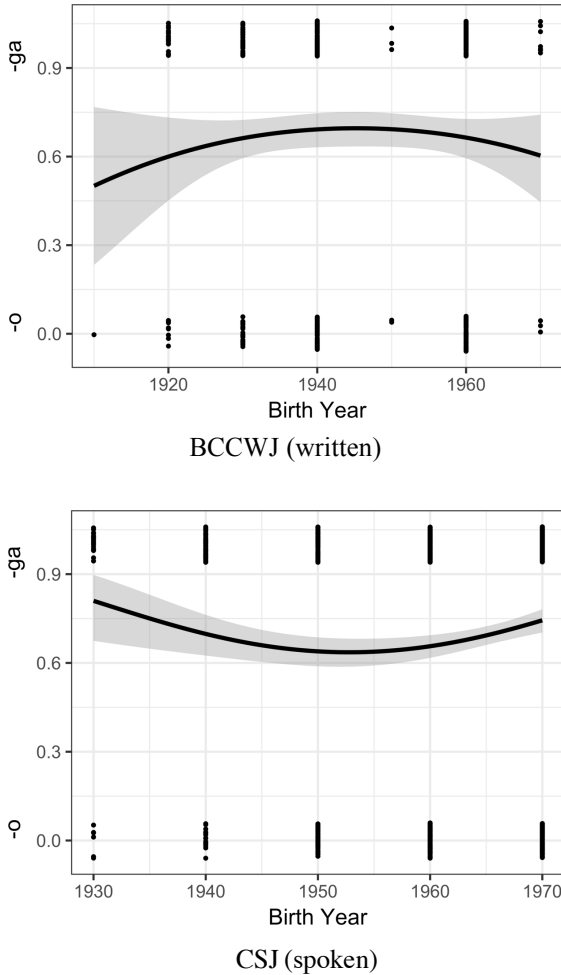 -ga
0.9
0.6
0.3
0.0
-o
1920 1940 1960
Birth Year
BCCWJ (written)
-ga
0.9
0.6
0.3
0.0
-o
1930 1940 1950 1960 1970
Birth Year
CSJ (spoken)